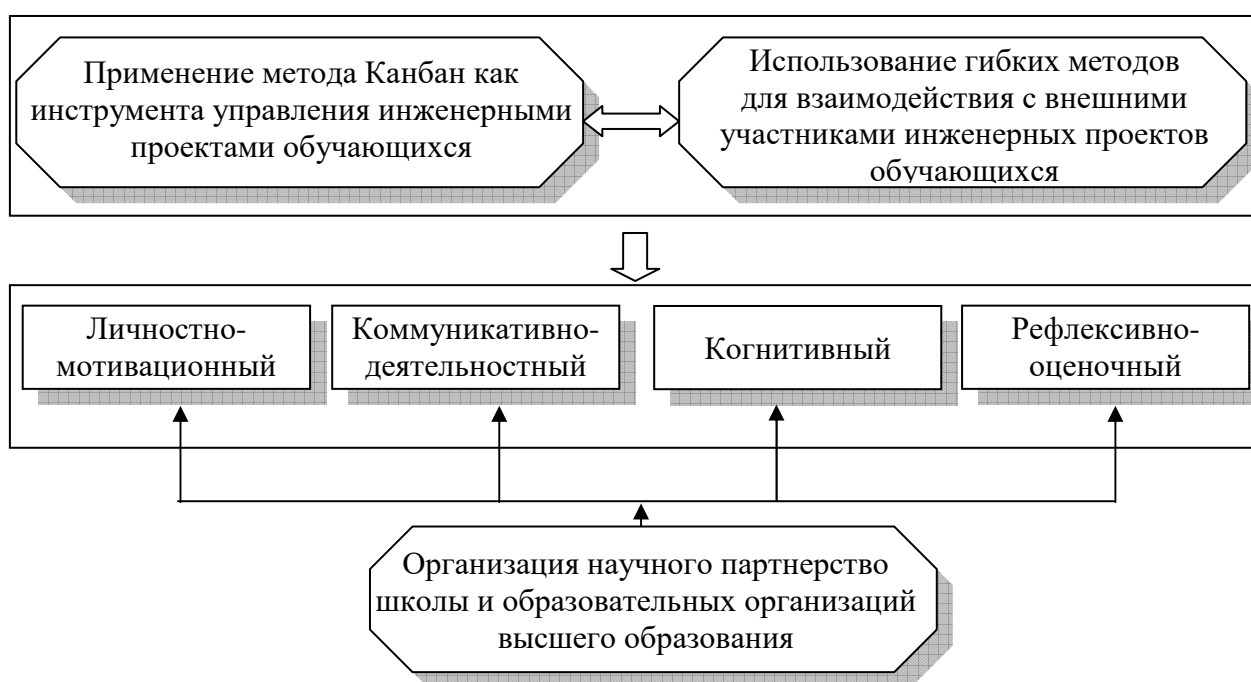 Применение метода Канбан как
инструмента управления инженерными
проектами обучающихся
Использование гибких методов
для взаимодействия с внешними
участниками инженерных проектов
обучающихся
Личностно-
мотивационный
Коммуникативно-
деятельностный
Когнитивный
Рефлексивно-
оценочный
Организация научного партнерство
школы и образовательных организаций
высшего образования